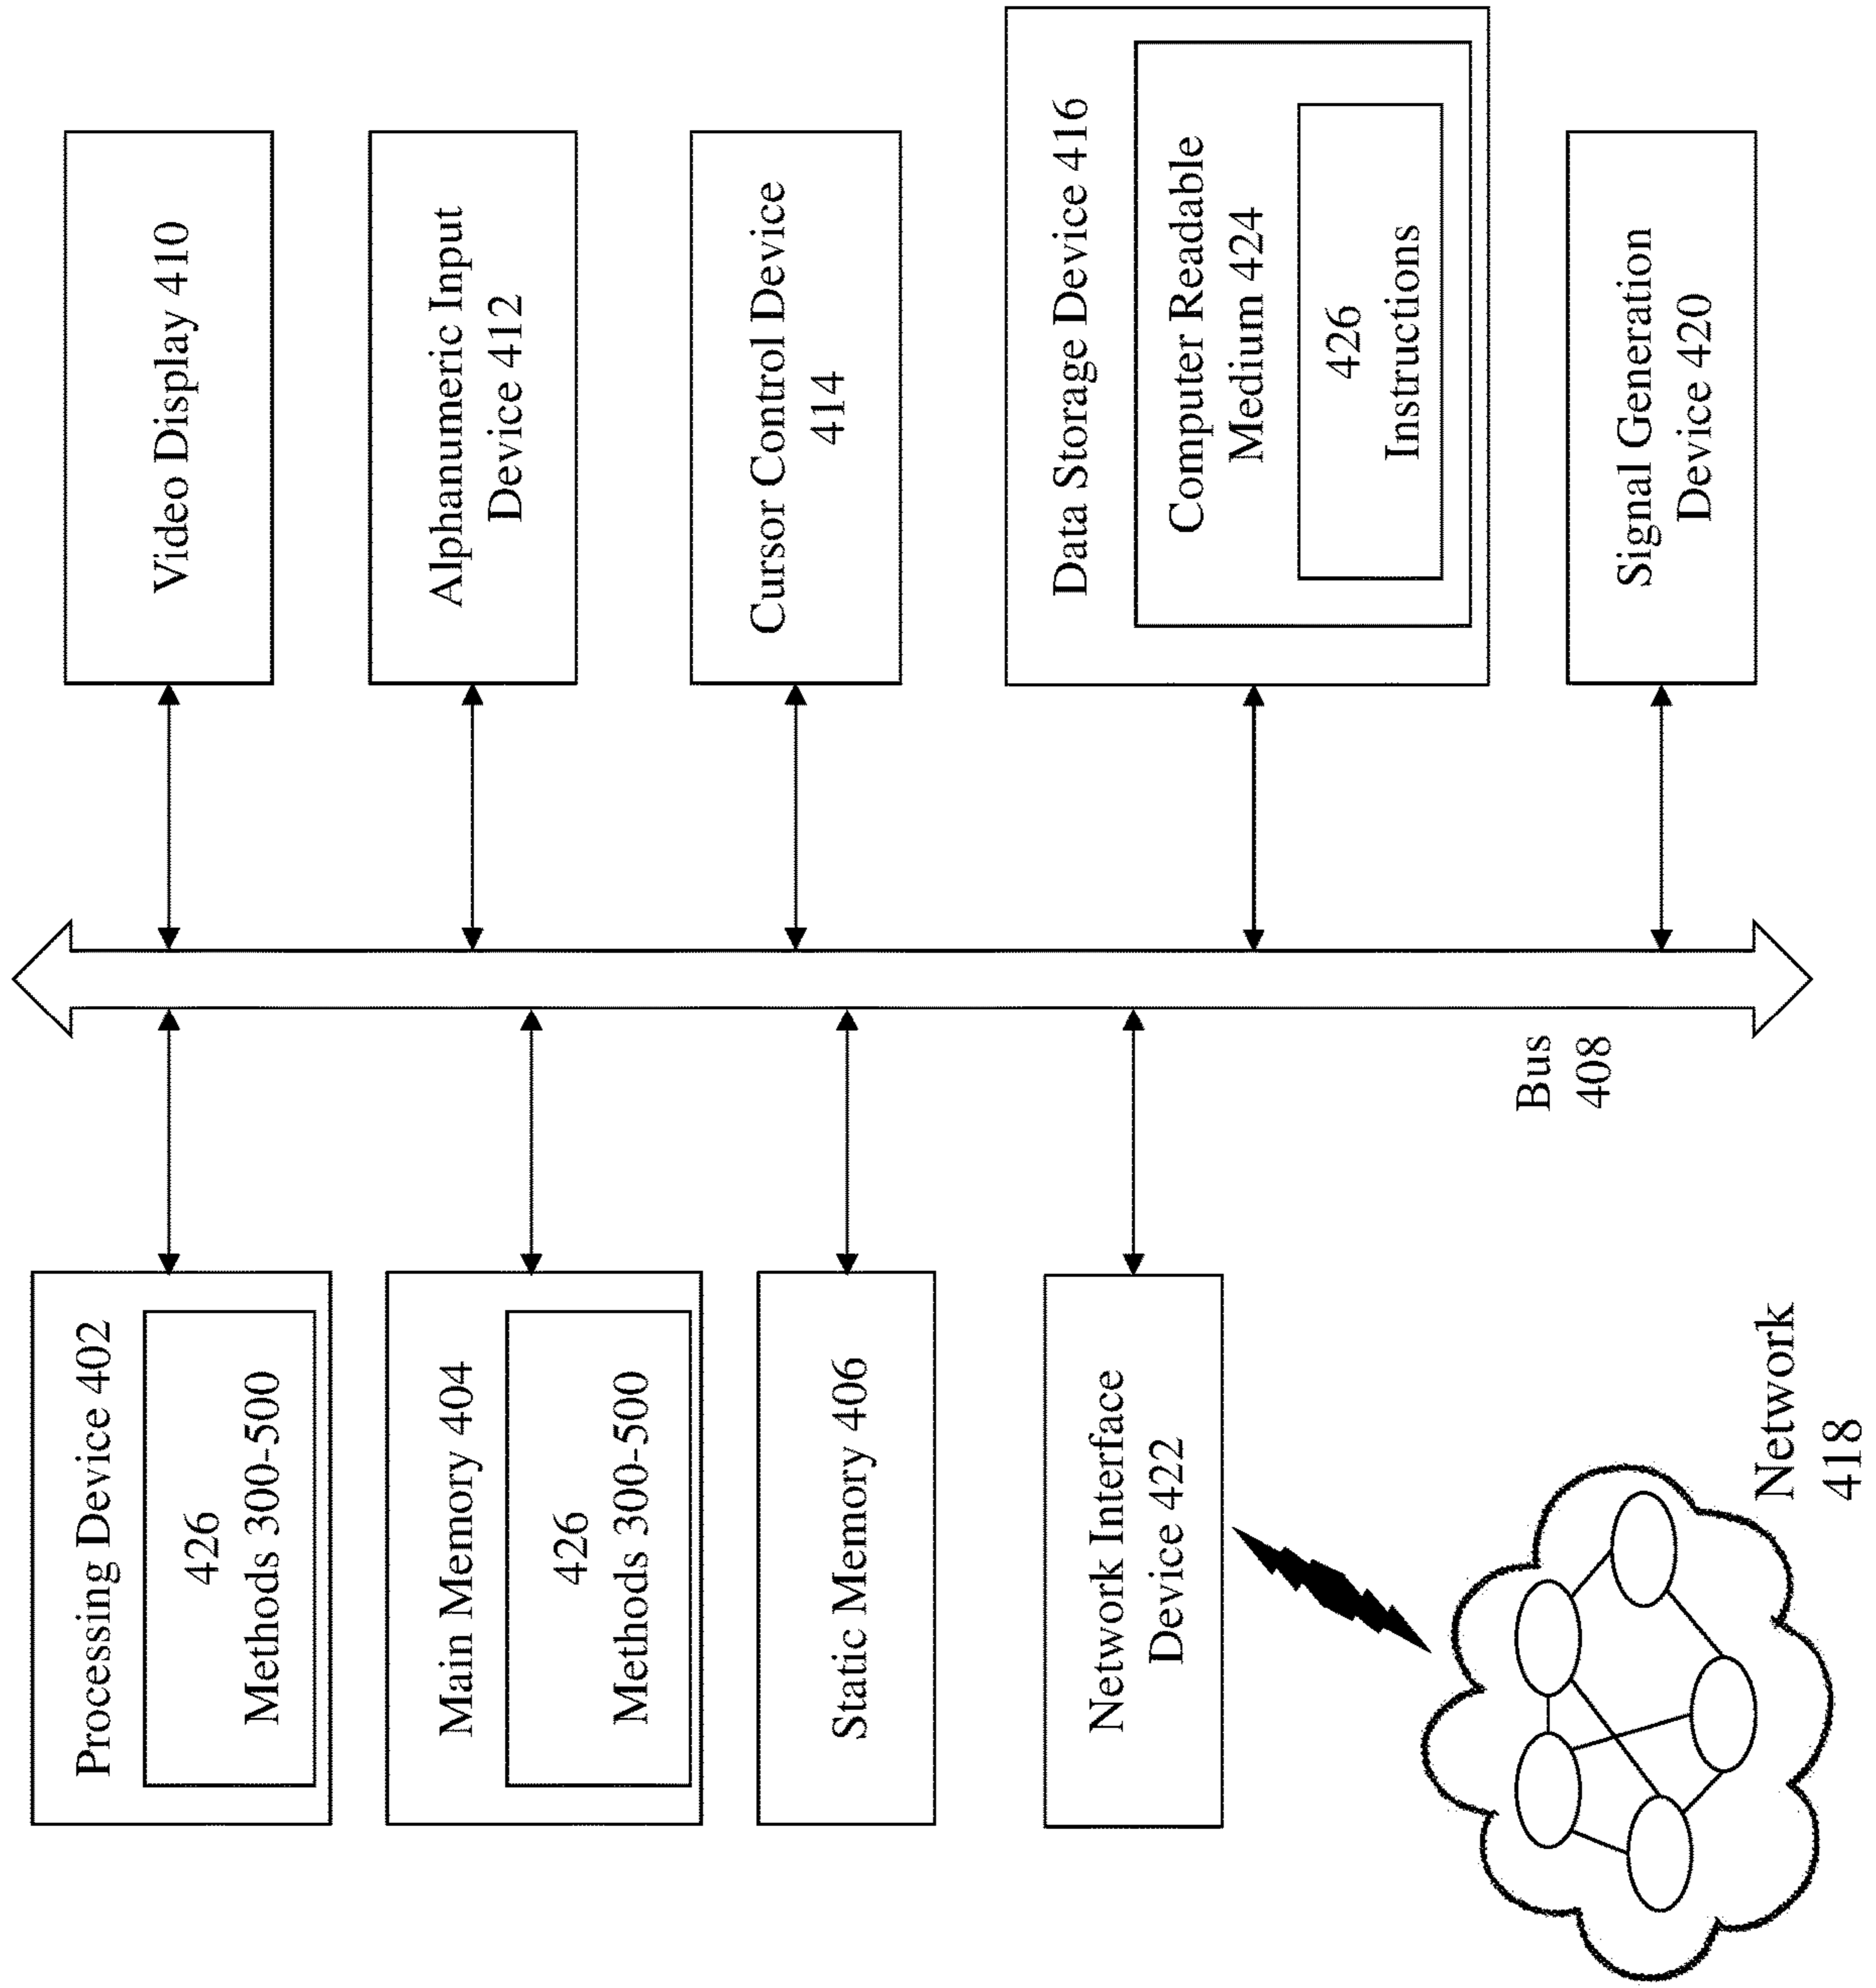 Processing Device 402
426
Methods 300-500
Main Memory 404
426
Methods 300-500
Static Memory 406
Network Interface
Device 422
Network
418
Bus
408
Video Display 410
Alphanumeric Input
Device 412
Cursor Control Device
414
Data Storage Device 416
Computer Readable
Medium 424
426
Instructions
Signal Generation
Device 420